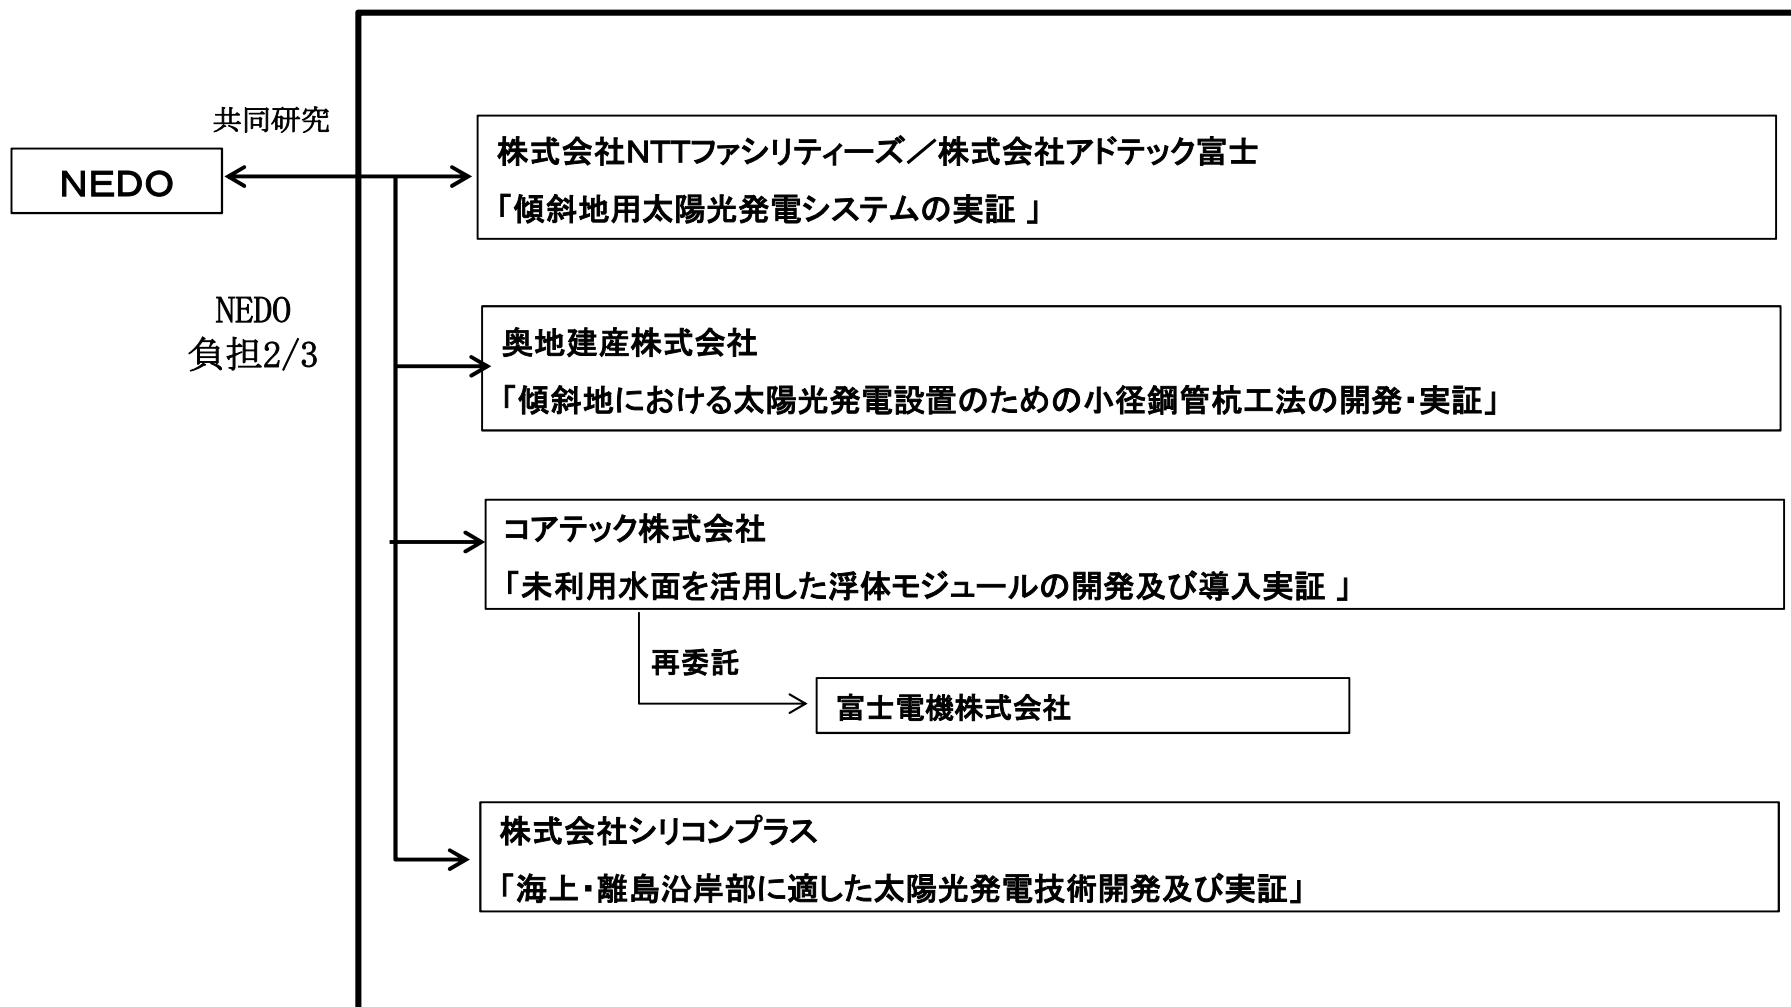 共同研究
NEDO
株式会社NTTファシリティーズ/株式会社アドテック富士
「傾斜地用太陽光発電システムの実証 」
NEDO
負担2/3
奥地建産株式会社
「傾斜地における太陽光発電設置のための小径鋼管杭工法の開発・実証」
コアテック株式会社
「未利用水面を活用した浮体モジュールの開発及び導入実証 」
再委託
富士電機株式会社
株式会社シリコンプラス
「海上・離島沿岸部に適した太陽光発電技術開発及び実証」